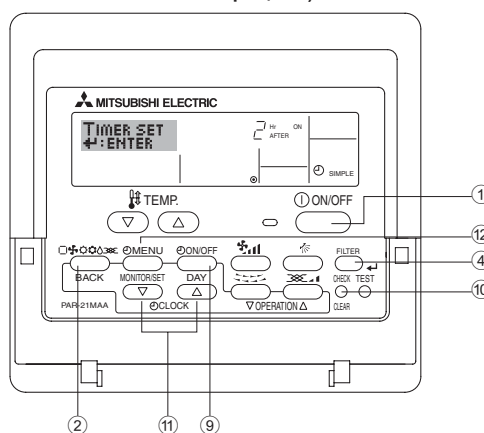 MITSUBISHI ELECTRIC
TIMER SET
↵:ENTER
2 Hr ON
AFTER
SIMPLE
TEMP.
ON/OFF
①
⑫
MENU
ON/OFF
FILTER
④
BACK
MONITOR/SET
DAY
CHECK TEST
PAR-21MAA
CLOCK
▽ OPERATION △
CLEAR
⑩
②
⑪
⑨